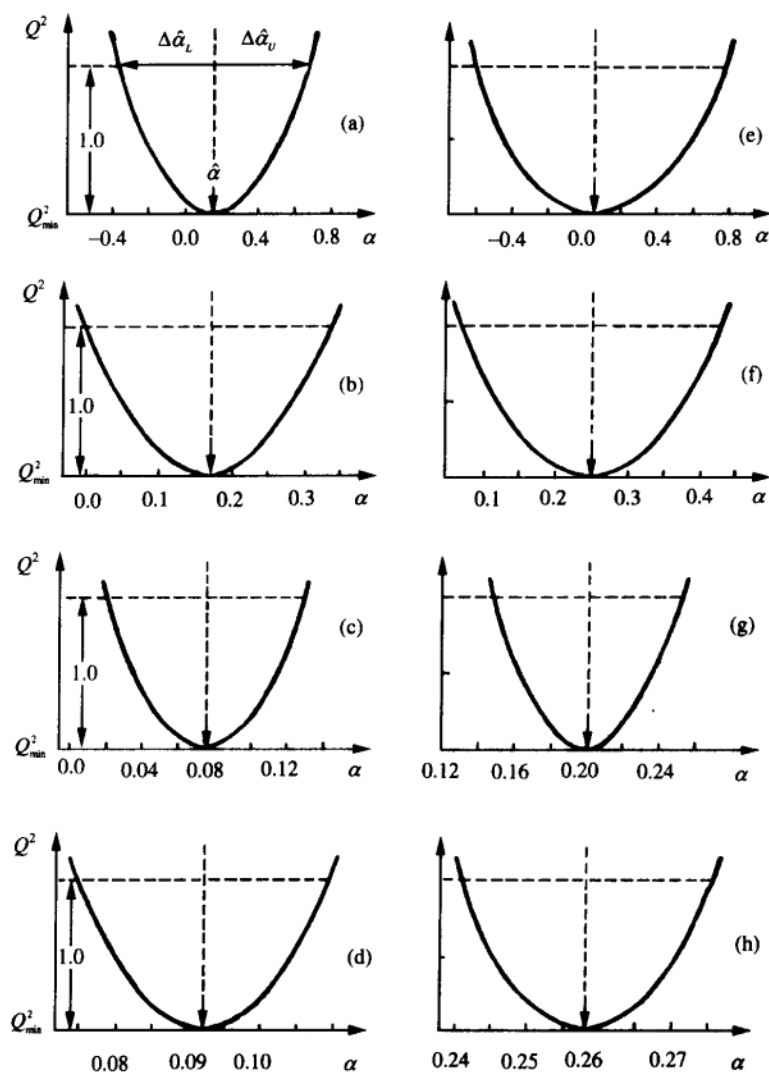 Q² Δα̂_L Δα̂_U
1.0 (a) (e)
α̂
Q²_min
−0.4 0.0 0.4 0.8 α −0.4 0.0 0.4 0.8 α
Q²
1.0 (b) (f)
Q²_min
0.0 0.1 0.2 0.3 α 0.1 0.2 0.3 0.4 α
Q²
(c) (g)
1.0
Q²_min
0.0 0.04 0.08 0.12 α 0.12 0.16 0.20 0.24 α
Q²
1.0 (d) (h)
Q²_min
0.08 0.09 0.10 α 0.24 0.25 0.26 0.27 α